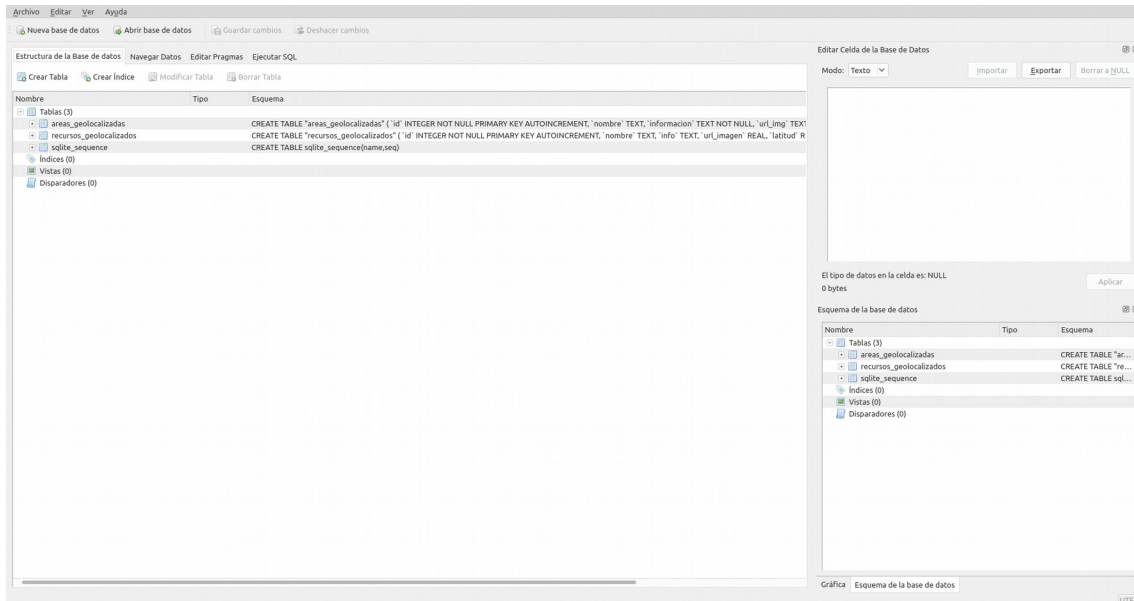 Archivo Editar Ver Ayuda
Nueva base de datos Abrir base de datos Guardar cambios Deshacer cambios
Estructura de la Base de datos Navegar Datos Editar Pragmas Ejecutar SQL
Crear Tabla Crear Índice Modificar Tabla Borrar Tabla
Nombre Tipo Esquema
Tablas (3)
areas_geolocalizadas CREATE TABLE "areas_geolocalizadas" ( `id` INTEGER NOT NULL PRIMARY KEY AUTOINCREMENT, `nombre` TEXT, `informacion` TEXT NOT NULL, `url_img` TEXT
recursos_geolocalizados CREATE TABLE "recursos_geolocalizados" ( `id` INTEGER NOT NULL PRIMARY KEY AUTOINCREMENT, `nombre` TEXT, `info` TEXT, `url_imagen` REAL, `latitud` R
sqlite_sequence CREATE TABLE sqlite_sequence(name,seq)
Índices (0)
Vistas (0)
Disparadores (0)
Editar Celda de la Base de Datos
Modo: Texto Importar Exportar Borrar a NULL
El tipo de datos en la celda es: NULL
0 bytes
Aplicar
Esquema de la base de datos
Nombre Tipo Esquema
Tablas (3)
areas_geolocalizadas CREATE TABLE "ar...
recursos_geolocalizados CREATE TABLE "re...
sqlite_sequence CREATE TABLE sql...
Índices (0)
Vistas (0)
Disparadores (0)
Gráfica Esquema de la base de datos